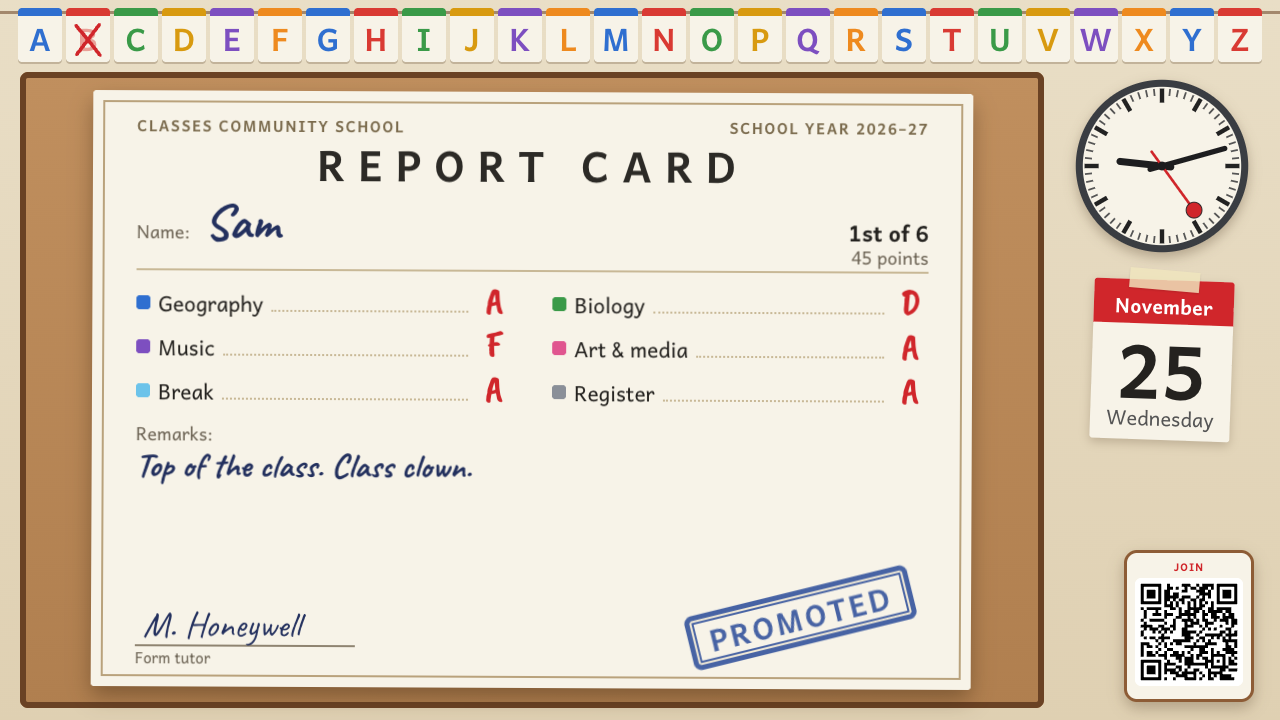 A B C D E F G H I J K L M N O P Q R S T U V W X Y Z
CLASSES COMMUNITY SCHOOL
SCHOOL YEAR 2026–27
REPORT CARD
Name: Sam
1st of 6
45 points
Geography A
Biology D
Music F
Art & media A
Break A
Register A
Remarks:
Top of the class. Class clown.
M. Honeywell
Form tutor
PROMOTED
November
25
Wednesday
JOIN